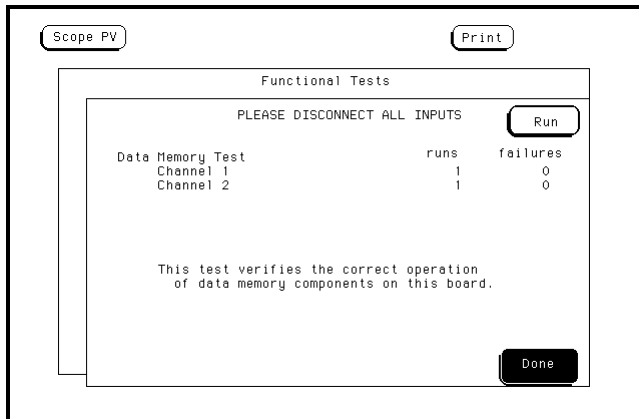 Scope PV Print
Functional Tests
PLEASE DISCONNECT ALL INPUTS
Run
Data Memory Test runs failures
Channel 1 1 0
Channel 2 1 0
This test verifies the correct operation
of data memory components on this board.
Done